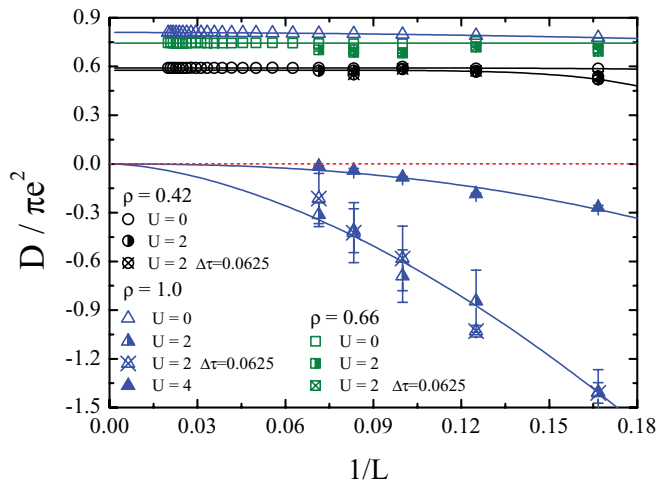 0.9
0.6
0.3
0.0
-0.3
-0.6
-0.9
-1.2
-1.5
D / πe²
ρ = 0.42
U = 0
U = 2
U = 2 Δτ=0.0625
ρ = 1.0
U = 0
U = 2
U = 2 Δτ=0.0625
U = 4
ρ = 0.66
U = 0
U = 2
U = 2 Δτ=0.0625
0.00 0.03 0.06 0.09 0.12 0.15 0.18
1/L